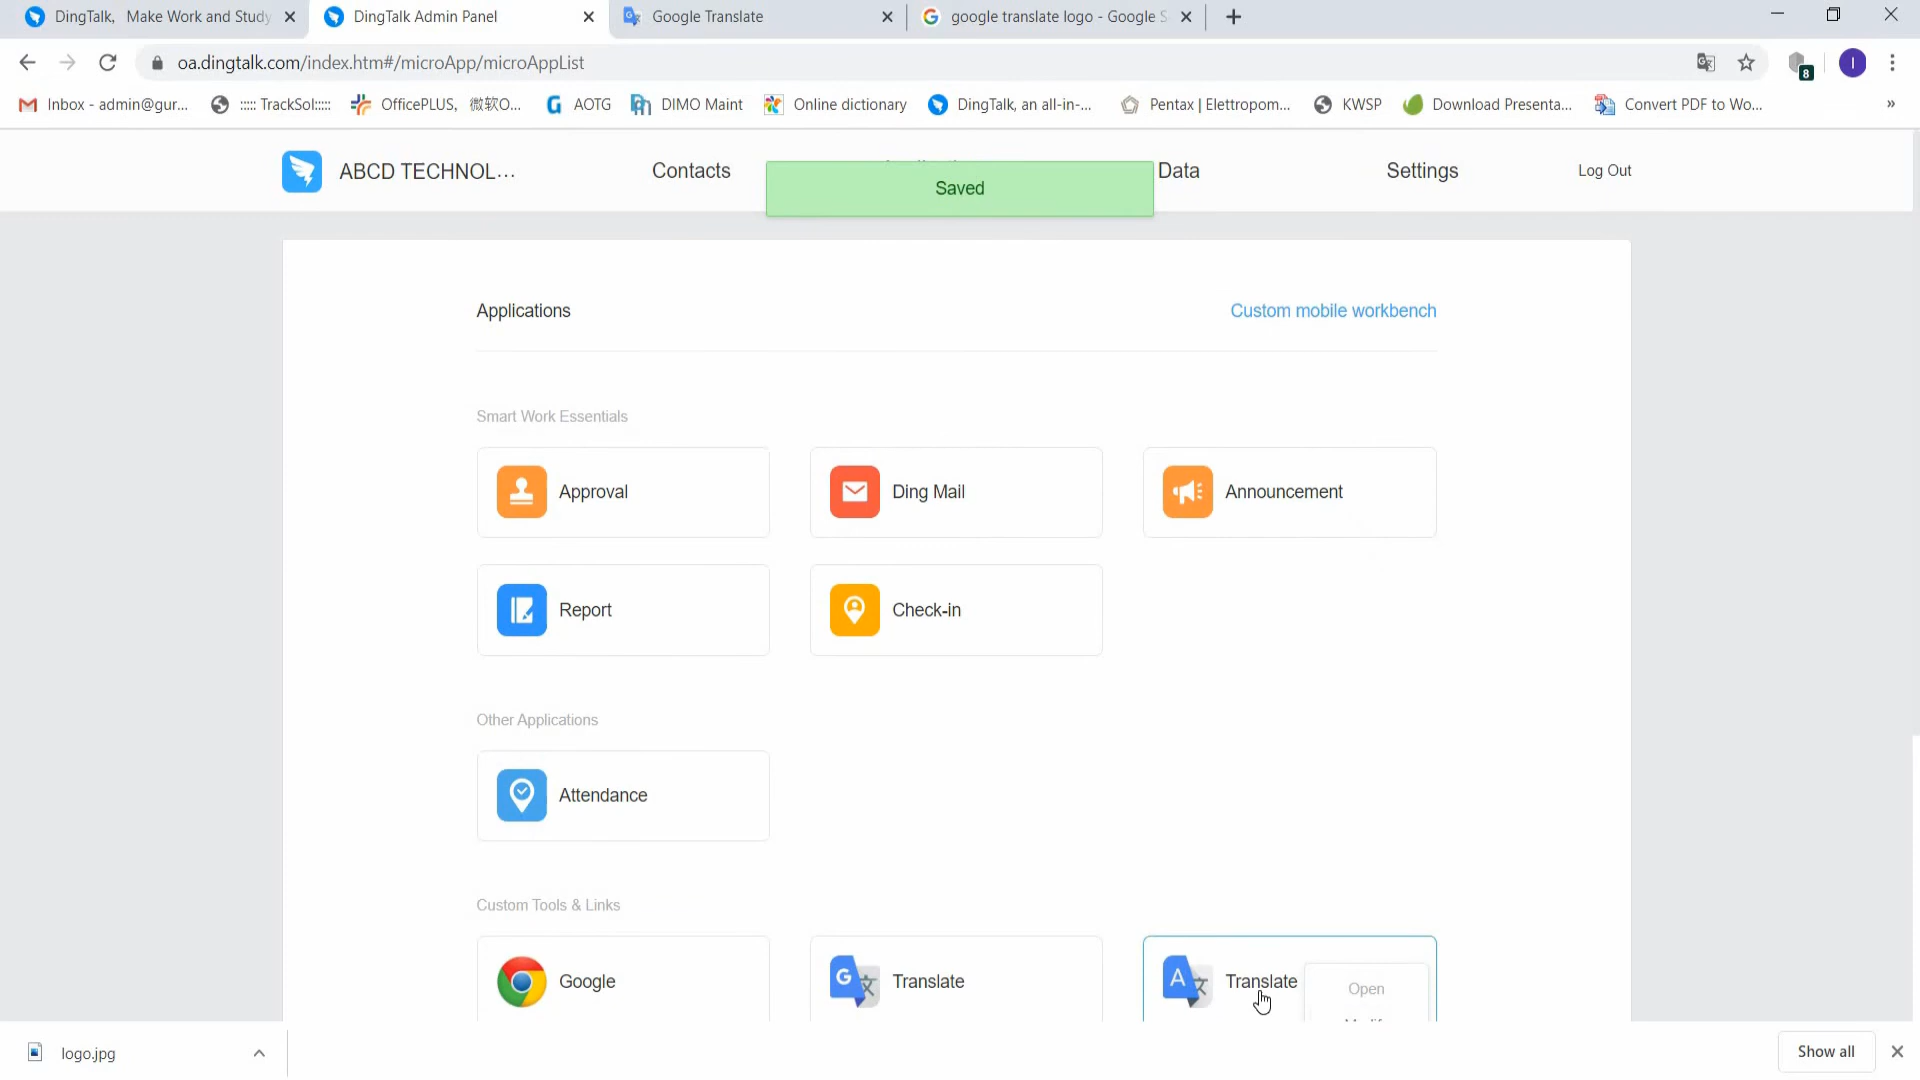 DingTalk, Make Work and Study
DingTalk Admin Panel
Google Translate
google translate logo - Google S
oa.dingtalk.com/index.htm#/microApp/microAppList
8
I
Inbox - admin@gur...
::::: TrackSol:::::
OfficePLUS, 微软O...
AOTG
DIMO Maint
Online dictionary
DingTalk, an all-in-...
Pentax | Elettropom...
KWSP
Download Presenta...
Convert PDF to Wo...
»
ABCD TECHNOL...
Contacts
Saved
Data
Settings
Log Out
Applications
Custom mobile workbench
Smart Work Essentials
Approval
Ding Mail
Announcement
Report
Check-in
Other Applications
Attendance
Custom Tools & Links
Google
G 文
Translate
A 文
Translate
Open
logo.jpg
Show all